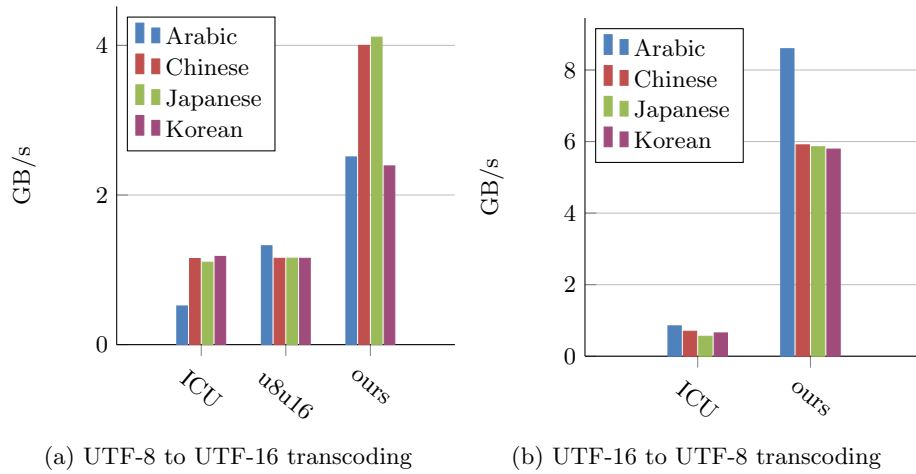 GB/s
4
2
0
Arabic
Chinese
Japanese
Korean
ICU
u8u16
ours
(a) UTF-8 to UTF-16 transcoding
GB/s
8
6
4
2
0
Arabic
Chinese
Japanese
Korean
ICU
ours
(b) UTF-16 to UTF-8 transcoding